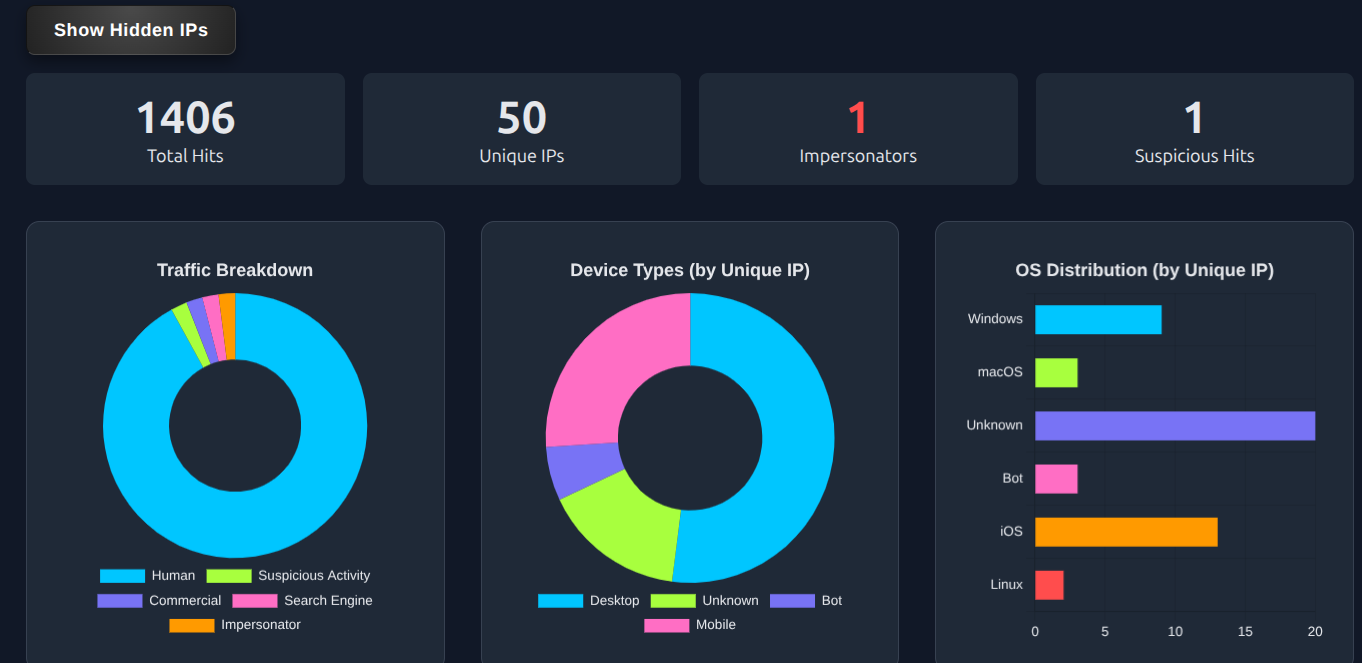 Show Hidden IPs
1406
Total Hits
50
Unique IPs
1
Impersonators
1
Suspicious Hits
Traffic Breakdown
Human
Suspicious Activity
Commercial
Search Engine
Impersonator
Device Types (by Unique IP)
Desktop
Unknown
Bot
Mobile
OS Distribution (by Unique IP)
Windows
macOS
Unknown
Bot
iOS
Linux
0 5 10 15 20